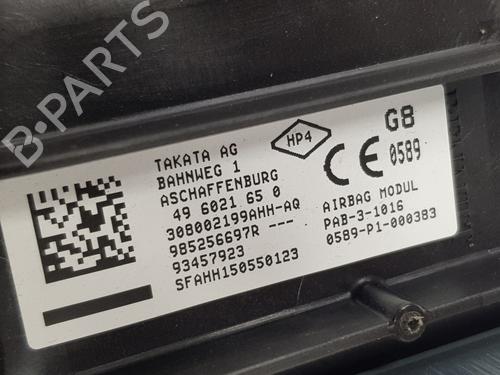 TAKATA AG
BAHNWEG 1
ASCHAFFENBURG
49 6021 65 0
308002199AHH-AQ
985256697R ---
93457923
SFAHH150550123
HP4
G8
CE 0589
AIRBAG MODUL
PAB-3-1016
0589-P1-000383
B-PARTS